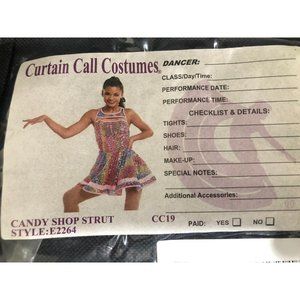 Curtain Call Costumes®
DANCER:
CLASS/Day/Time:
PERFORMANCE DATE:
PERFORMANCE TIME:
CHECKLIST & DETAILS:
TIGHTS:
SHOES:
HAIR:
MAKE-UP:
SPECIAL NOTES:
Additional Accessories:
CANDY SHOP STRUT
CC19
PAID: YES NO
STYLE:E2264